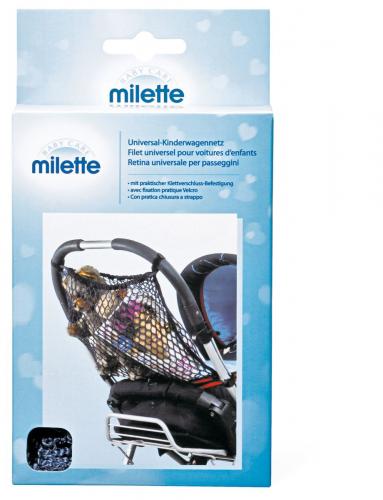 BABY CARE
milette
BABY CARE
milette
Universal-Kinderwagennetz
Filet universel pour voitures d'enfants
Retina universale per passeggini
• mit praktischer Klettverschluss-Befestigung
• avec fixation pratique Velcro
• Con pratica chiusura a strappo